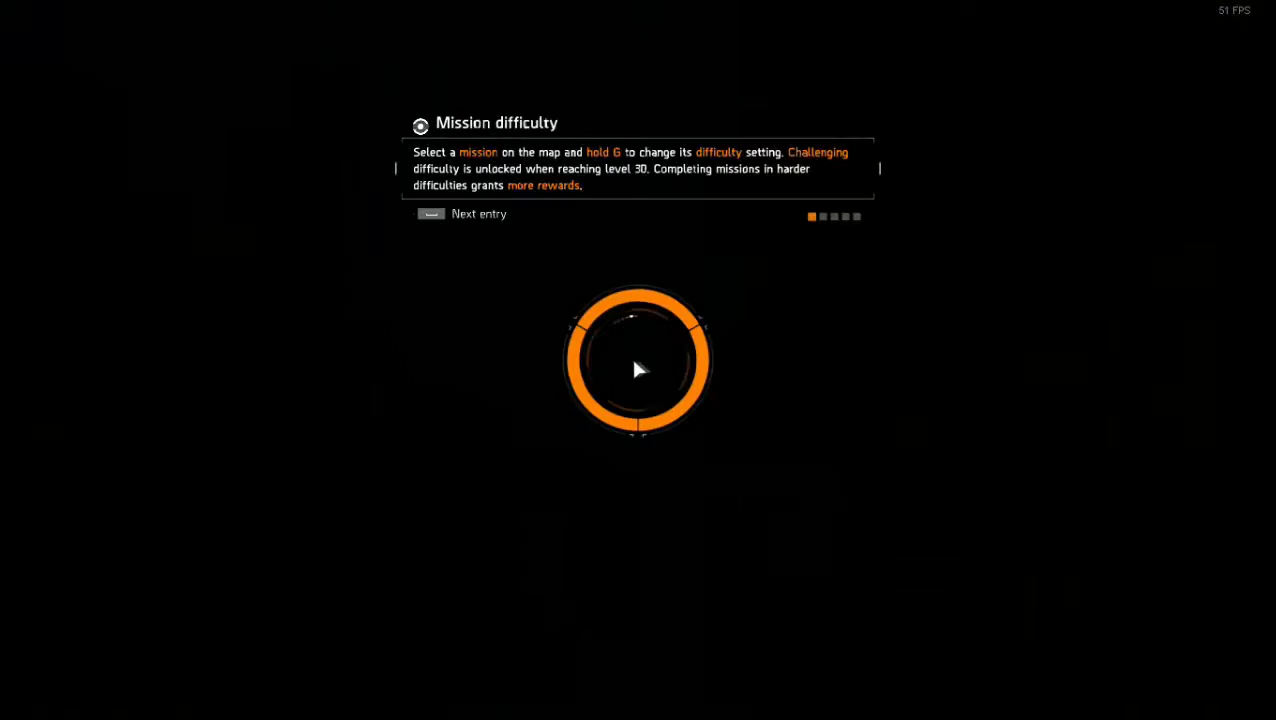 51 FPS
Mission difficulty
Select a mission on the map and hold G to change its difficulty setting. Challenging
difficulty is unlocked when reaching level 30. Completing missions in harder
difficulties grants more rewards.
Next entry